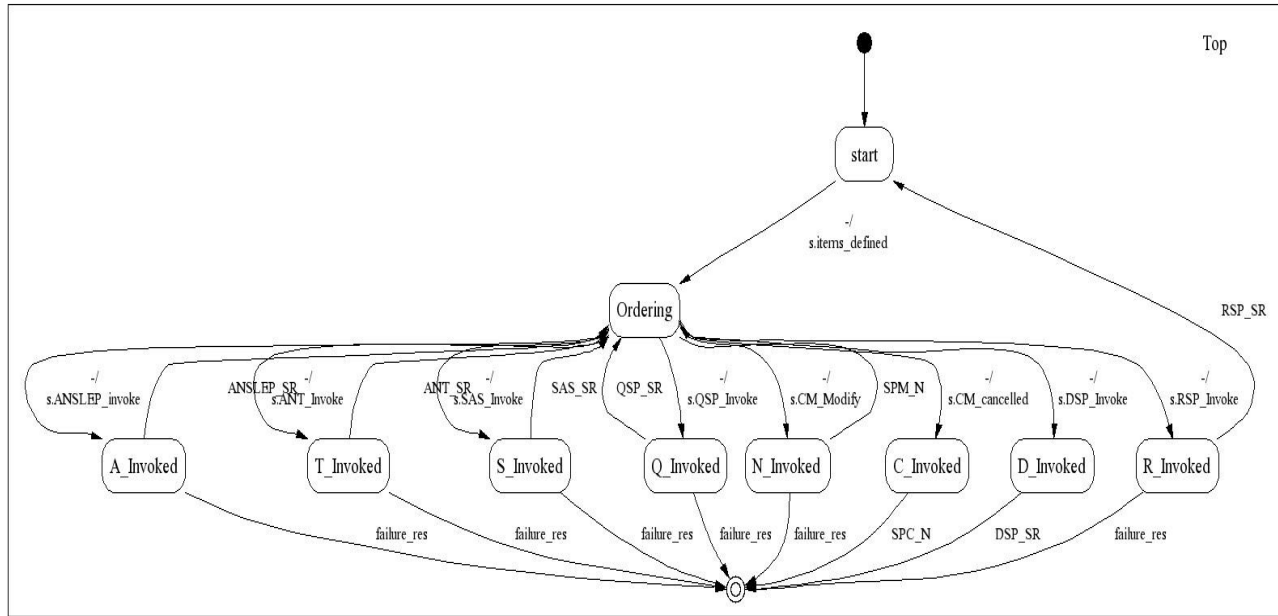 Top
start
-/
s.items_defined
Ordering
RSP_SR
-/
s.ANSLEP_invoke
ANSLEP_SR
-/
s.ANT_Invoke
ANT_SR
-/
s.SAS_Invoke
SAS_SR
QSP_SR
-/
s.QSP_Invoke
-/
s.CM_Modify
SPM_N
-/
s.CM_cancelled
-/
s.DSP_Invoke
-/
s.RSP_Invoke
A_Invoked
T_Invoked
S_Invoked
Q_Invoked
N_Invoked
C_Invoked
D_Invoked
R_Invoked
failure_res
failure_res
failure_res
failure_res
failure_res
SPC_N
DSP_SR
failure_res